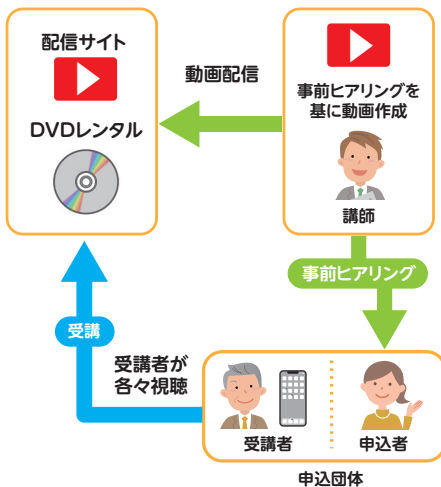 配信サイト
DVDレンタル
動画配信
事前ヒアリングを
基に動画作成
講師
事前ヒアリング
受講
受講者が
各々視聴
受講者
申込者
申込団体